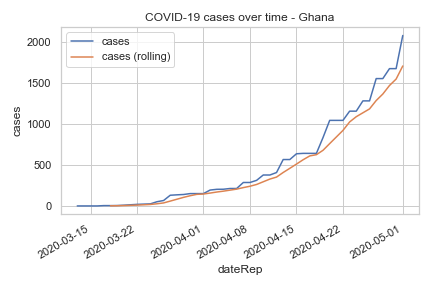 COVID-19 cases over time - Ghana
cases
cases (rolling)
2000
1500
1000
500
0
cases
2020-03-15
2020-03-22
2020-04-01
2020-04-08
2020-04-15
2020-04-22
2020-05-01
dateRep